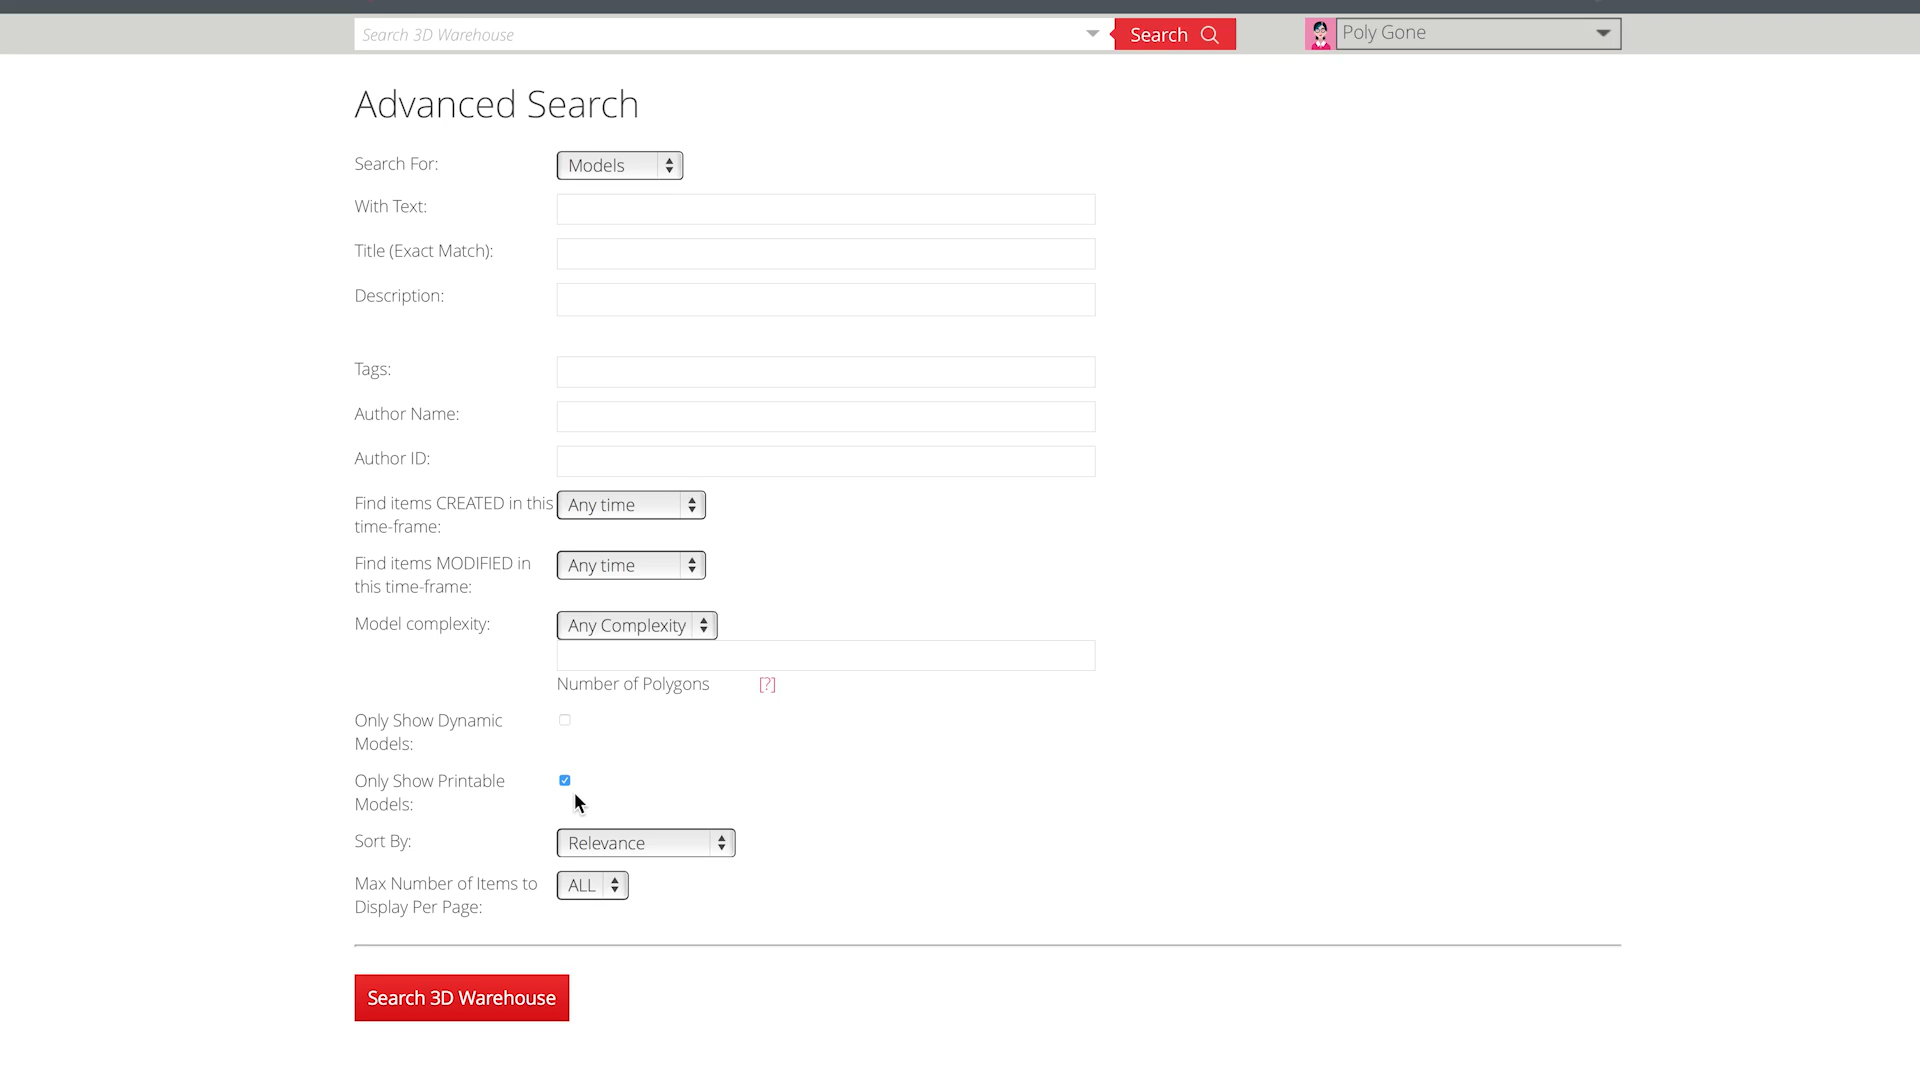 Search 3D Warehouse
Search
Poly Gone
Advanced Search
Search For:
Models
With Text:
Title (Exact Match):
Description:
Tags:
Author Name:
Author ID:
Find items CREATED in this
time-frame:
Any time
Find items MODIFIED in
this time-frame:
Any time
Model complexity:
Any Complexity
Number of Polygons [?]
Only Show Dynamic
Models:
Only Show Printable
Models:
Sort By:
Relevance
Max Number of Items to
Display Per Page:
ALL
Search 3D Warehouse